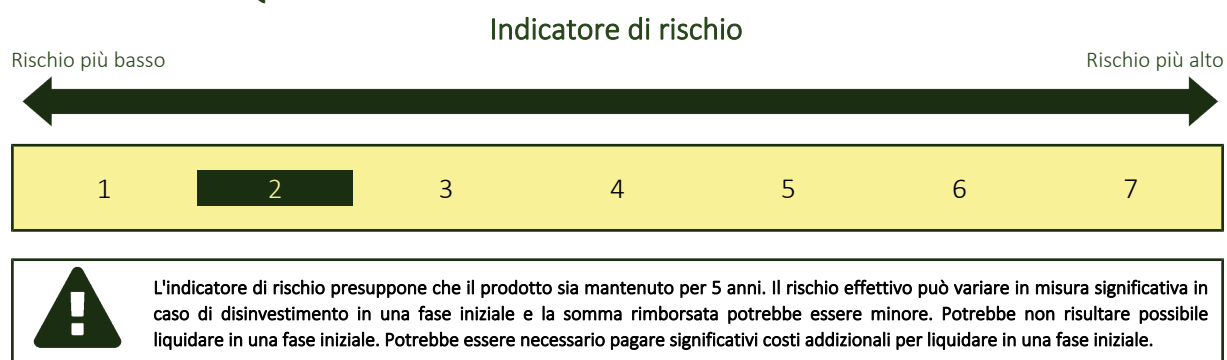 Indicatore di rischio
Rischio più basso
Rischio più alto
1 2 3 4 5 6 7
L'indicatore di rischio presuppone che il prodotto sia mantenuto per 5 anni. Il rischio effettivo può variare in misura significativa in
caso di disinvestimento in una fase iniziale e la somma rimborsata potrebbe essere minore. Potrebbe non risultare possibile
liquidare in una fase iniziale. Potrebbe essere necessario pagare significativi costi addizionali per liquidare in una fase iniziale.